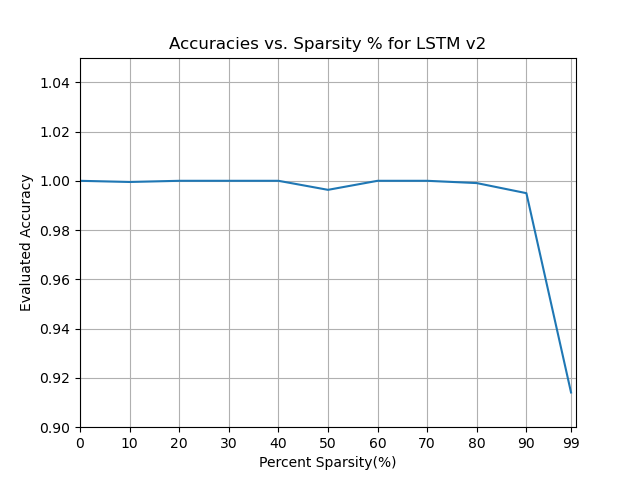 Accuracies vs. Sparsity % for LSTM v2
1.04
1.02
1.00
0.98
0.96
0.94
0.92
0.90
Evaluated Accuracy
0 10 20 30 40 50 60 70 80 90 99
Percent Sparsity(%)